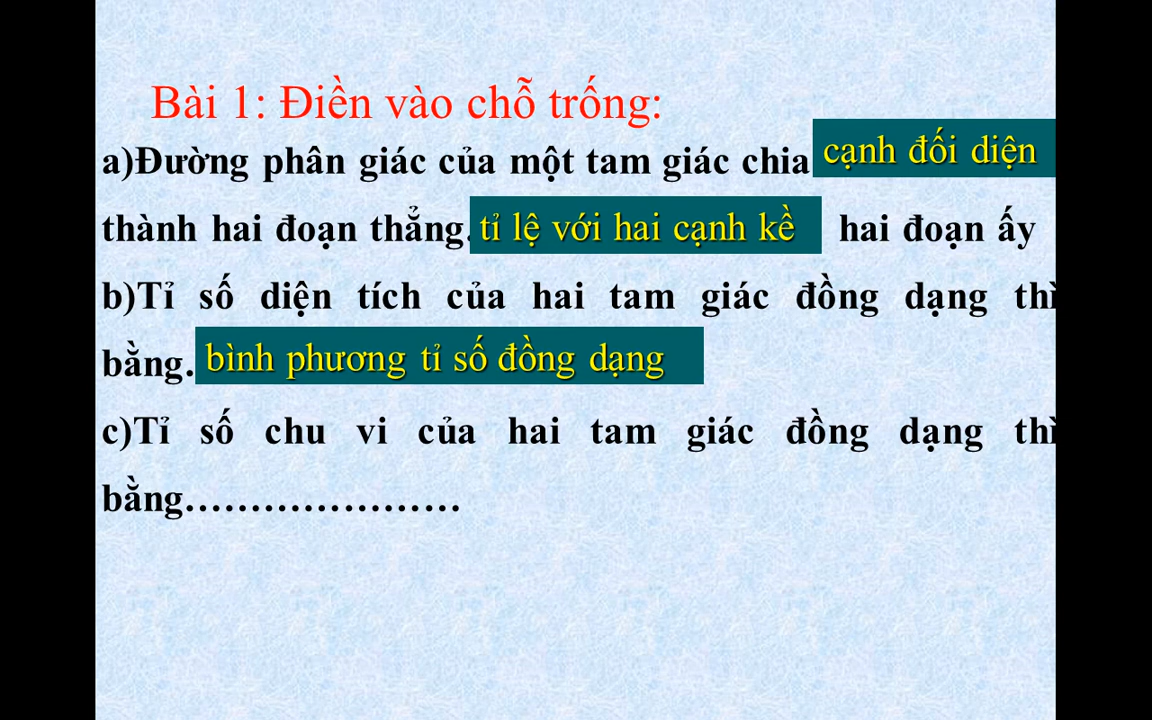 Bài 1: Điền vào chỗ trống:
a)Đường phân giác của một tam giác chia cạnh đối diện
thành hai đoạn thẳng. tỉ lệ với hai cạnh kề hai đoạn ấy
b)Tỉ số diện tích của hai tam giác đồng dạng thì
bằng. bình phương tỉ số đồng dạng
c)Tỉ số chu vi của hai tam giác đồng dạng thì
bằng…………………